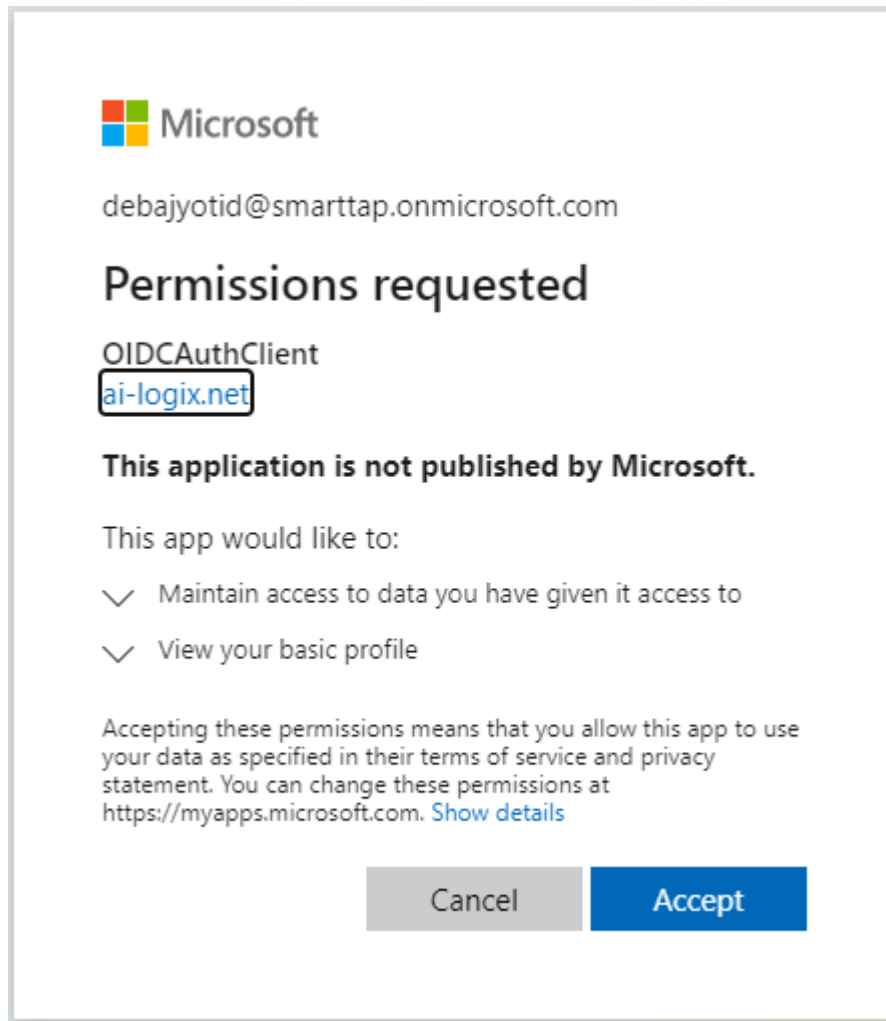 Microsoft
debajyotid@smarttap.onmicrosoft.com
Permissions requested
OIDCAuthClient
ai-logix.net
This application is not published by Microsoft.
This app would like to:
Maintain access to data you have given it access to
View your basic profile
Accepting these permissions means that you allow this app to use
your data as specified in their terms of service and privacy
statement. You can change these permissions at
https://myapps.microsoft.com. Show details
Cancel
Accept